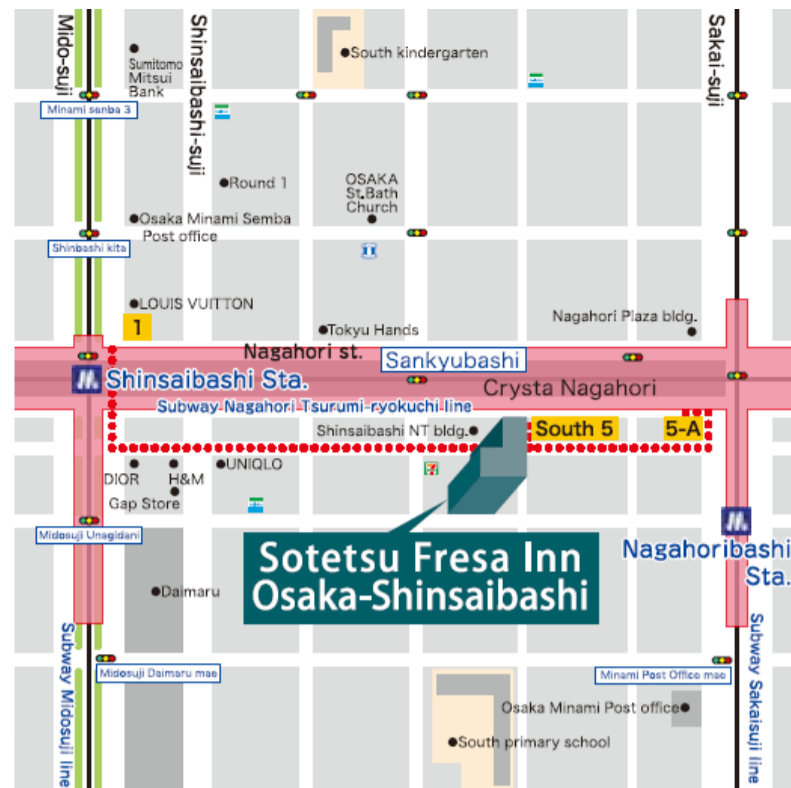 Mido-suji
Shinsaibashi-suji
Sakai-suji
Sumitomo
Mitsui
Bank
South kindergarten
Minami senba 3
Round 1
OSAKA
St.Bath
Church
Osaka Minami Semba
Post office
Shinbashi kita
LOUIS VUITTON
1
Tokyu Hands
Nagahori Plaza bldg.
Nagahori st.
Sankyubashi
Shinsaibashi Sta.
Crysta Nagahori
Subway Nagahori Tsurumi-ryokuchi line
Shinsaibashi NT bldg.
South 5
5-A
DIOR
H&M
UNIQLO
Gap Store
7
Midosuji Unagidani
Sotetsu Fresa Inn
Osaka-Shinsaibashi
Nagahoribashi
Sta.
Daimaru
Subway Midosuji line
Midosuji Daimaru mae
Minami Post Office mae
Subway Sakaisuji line
Osaka Minami Post office
South primary school